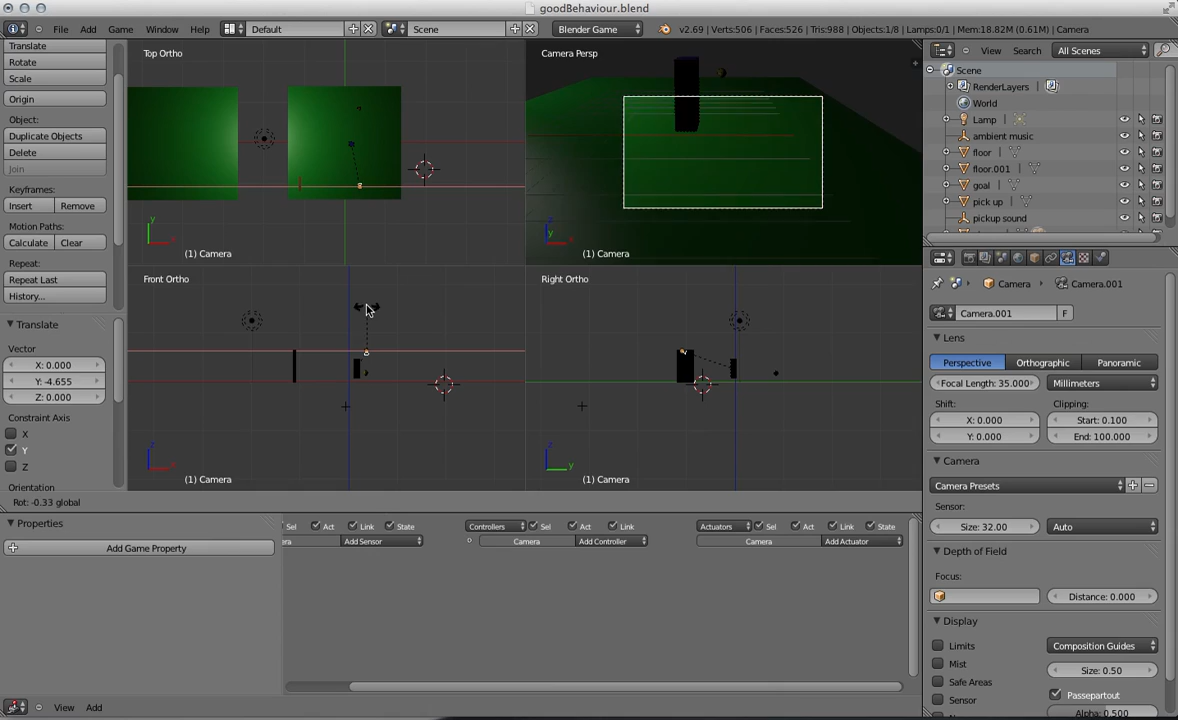 goodBehaviour.blend
File Add Game Window Help Default Scene Blender Game v2.69 | Verts:506 | Faces:526 | Tris:988 | Objects:1/8 | Lamps:0/1 | Mem:18.82M (0.61M) | Camera
View Search All Scenes
Translate
Rotate
Scale
Origin
Object:
Duplicate Objects
Delete
Join
Keyframes:
Insert Remove
Motion Paths:
Calculate Clear
Repeat:
Repeat Last
History...
Translate
Vector
X: 0.000
Y: -4.655
Z: 0.000
Constraint Axis
X
Y
Z
Orientation
Top Ortho
y
(1) Camera
Camera Persp
z
y
(1) Camera
Front Ortho
z
(1) Camera
Right Ortho
z
y
(1) Camera
Rot: -0.33 global
Scene
RenderLayers
World
Lamp
ambient music
floor
floor.001
goal
pick up
pickup sound
Camera Camera.001
Camera.001 F
Lens
Perspective Orthographic Panoramic
Focal Length: 35.000 Millimeters
Shift: Clipping:
X: 0.000 Start: 0.100
Y: 0.000 End: 100.000
Camera
Camera Presets
Sensor:
Size: 32.00 Auto
Depth of Field
Focus:
Distance: 0.000
Display
Limits Composition Guides
Mist Size: 0.50
Safe Areas
Sensor Passepartout
Alpha: 0.500
Properties
Add Game Property
Sel Act Link State Controllers Sel Act Link Actuators Sel Act Link State
era Add Sensor Camera Add Controller Camera Add Actuator
View Add